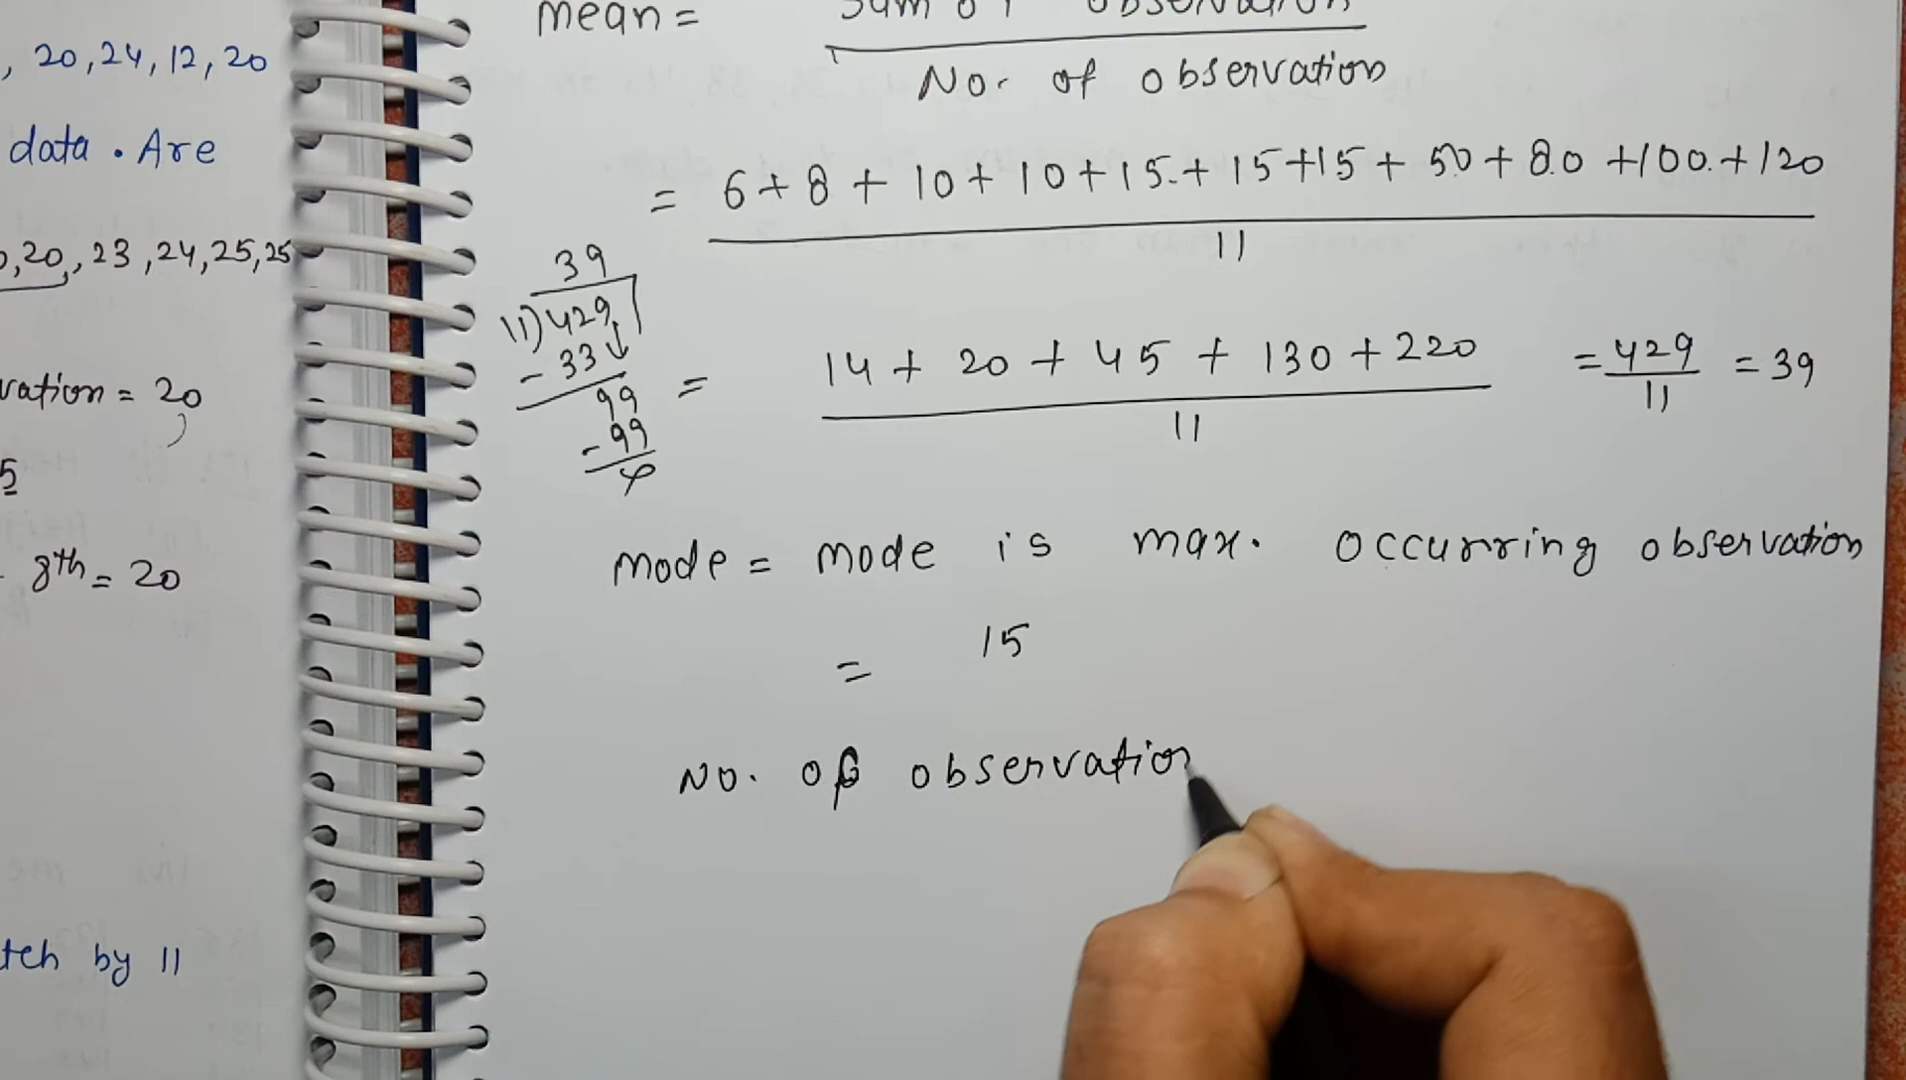 , 20, 24, 12, 20
data . Are
, 20, , 23 , 24, 25, 25
vation = 20
5
8th = 20
by 11
mean = Sum of observation
No. of observation
= 6 + 8 + 10 + 10 + 15 + 15 + 15 + 50 + 80 + 100 + 120
11
39
11)429
- 33
99
- 99
= 14 + 20 + 45 + 130 + 220 = 429 = 39
11 11
mode = mode is max. occurring observation
= 15
No. of observation